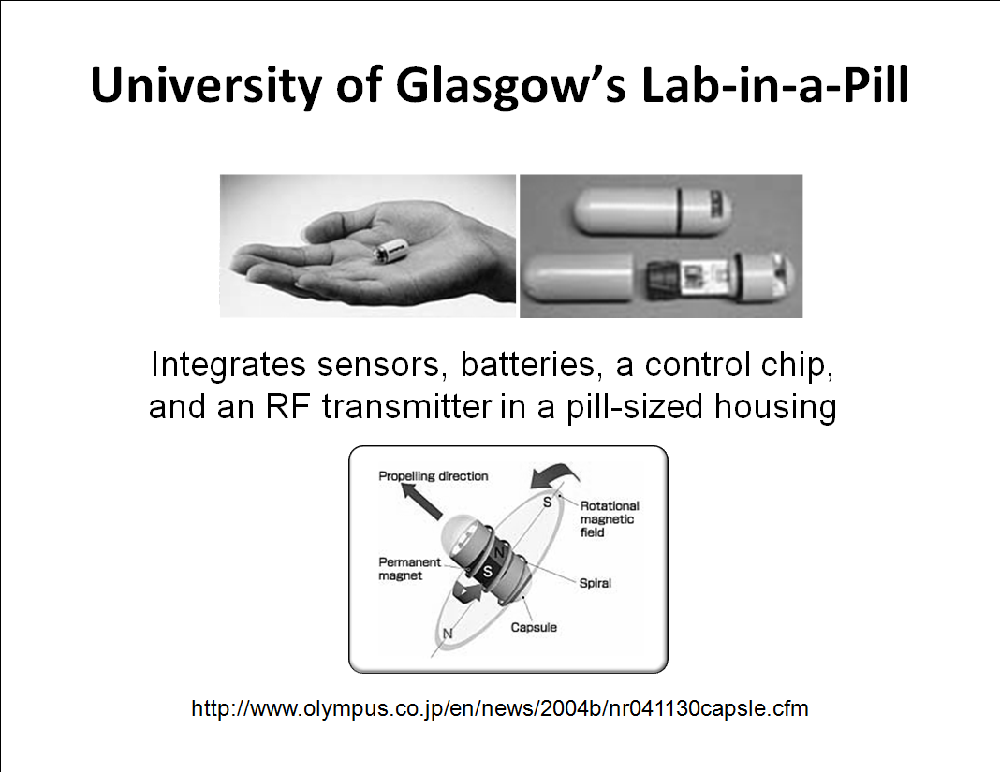 University of Glasgow’s Lab-in-a-Pill
Integrates sensors, batteries, a control chip,
and an RF transmitter in a pill-sized housing
Propelling direction
S
Rotational
magnetic
field
N
Permanent
magnet
S
Spiral
Capsule
N
http://www.olympus.co.jp/en/news/2004b/nr041130capsle.cfm